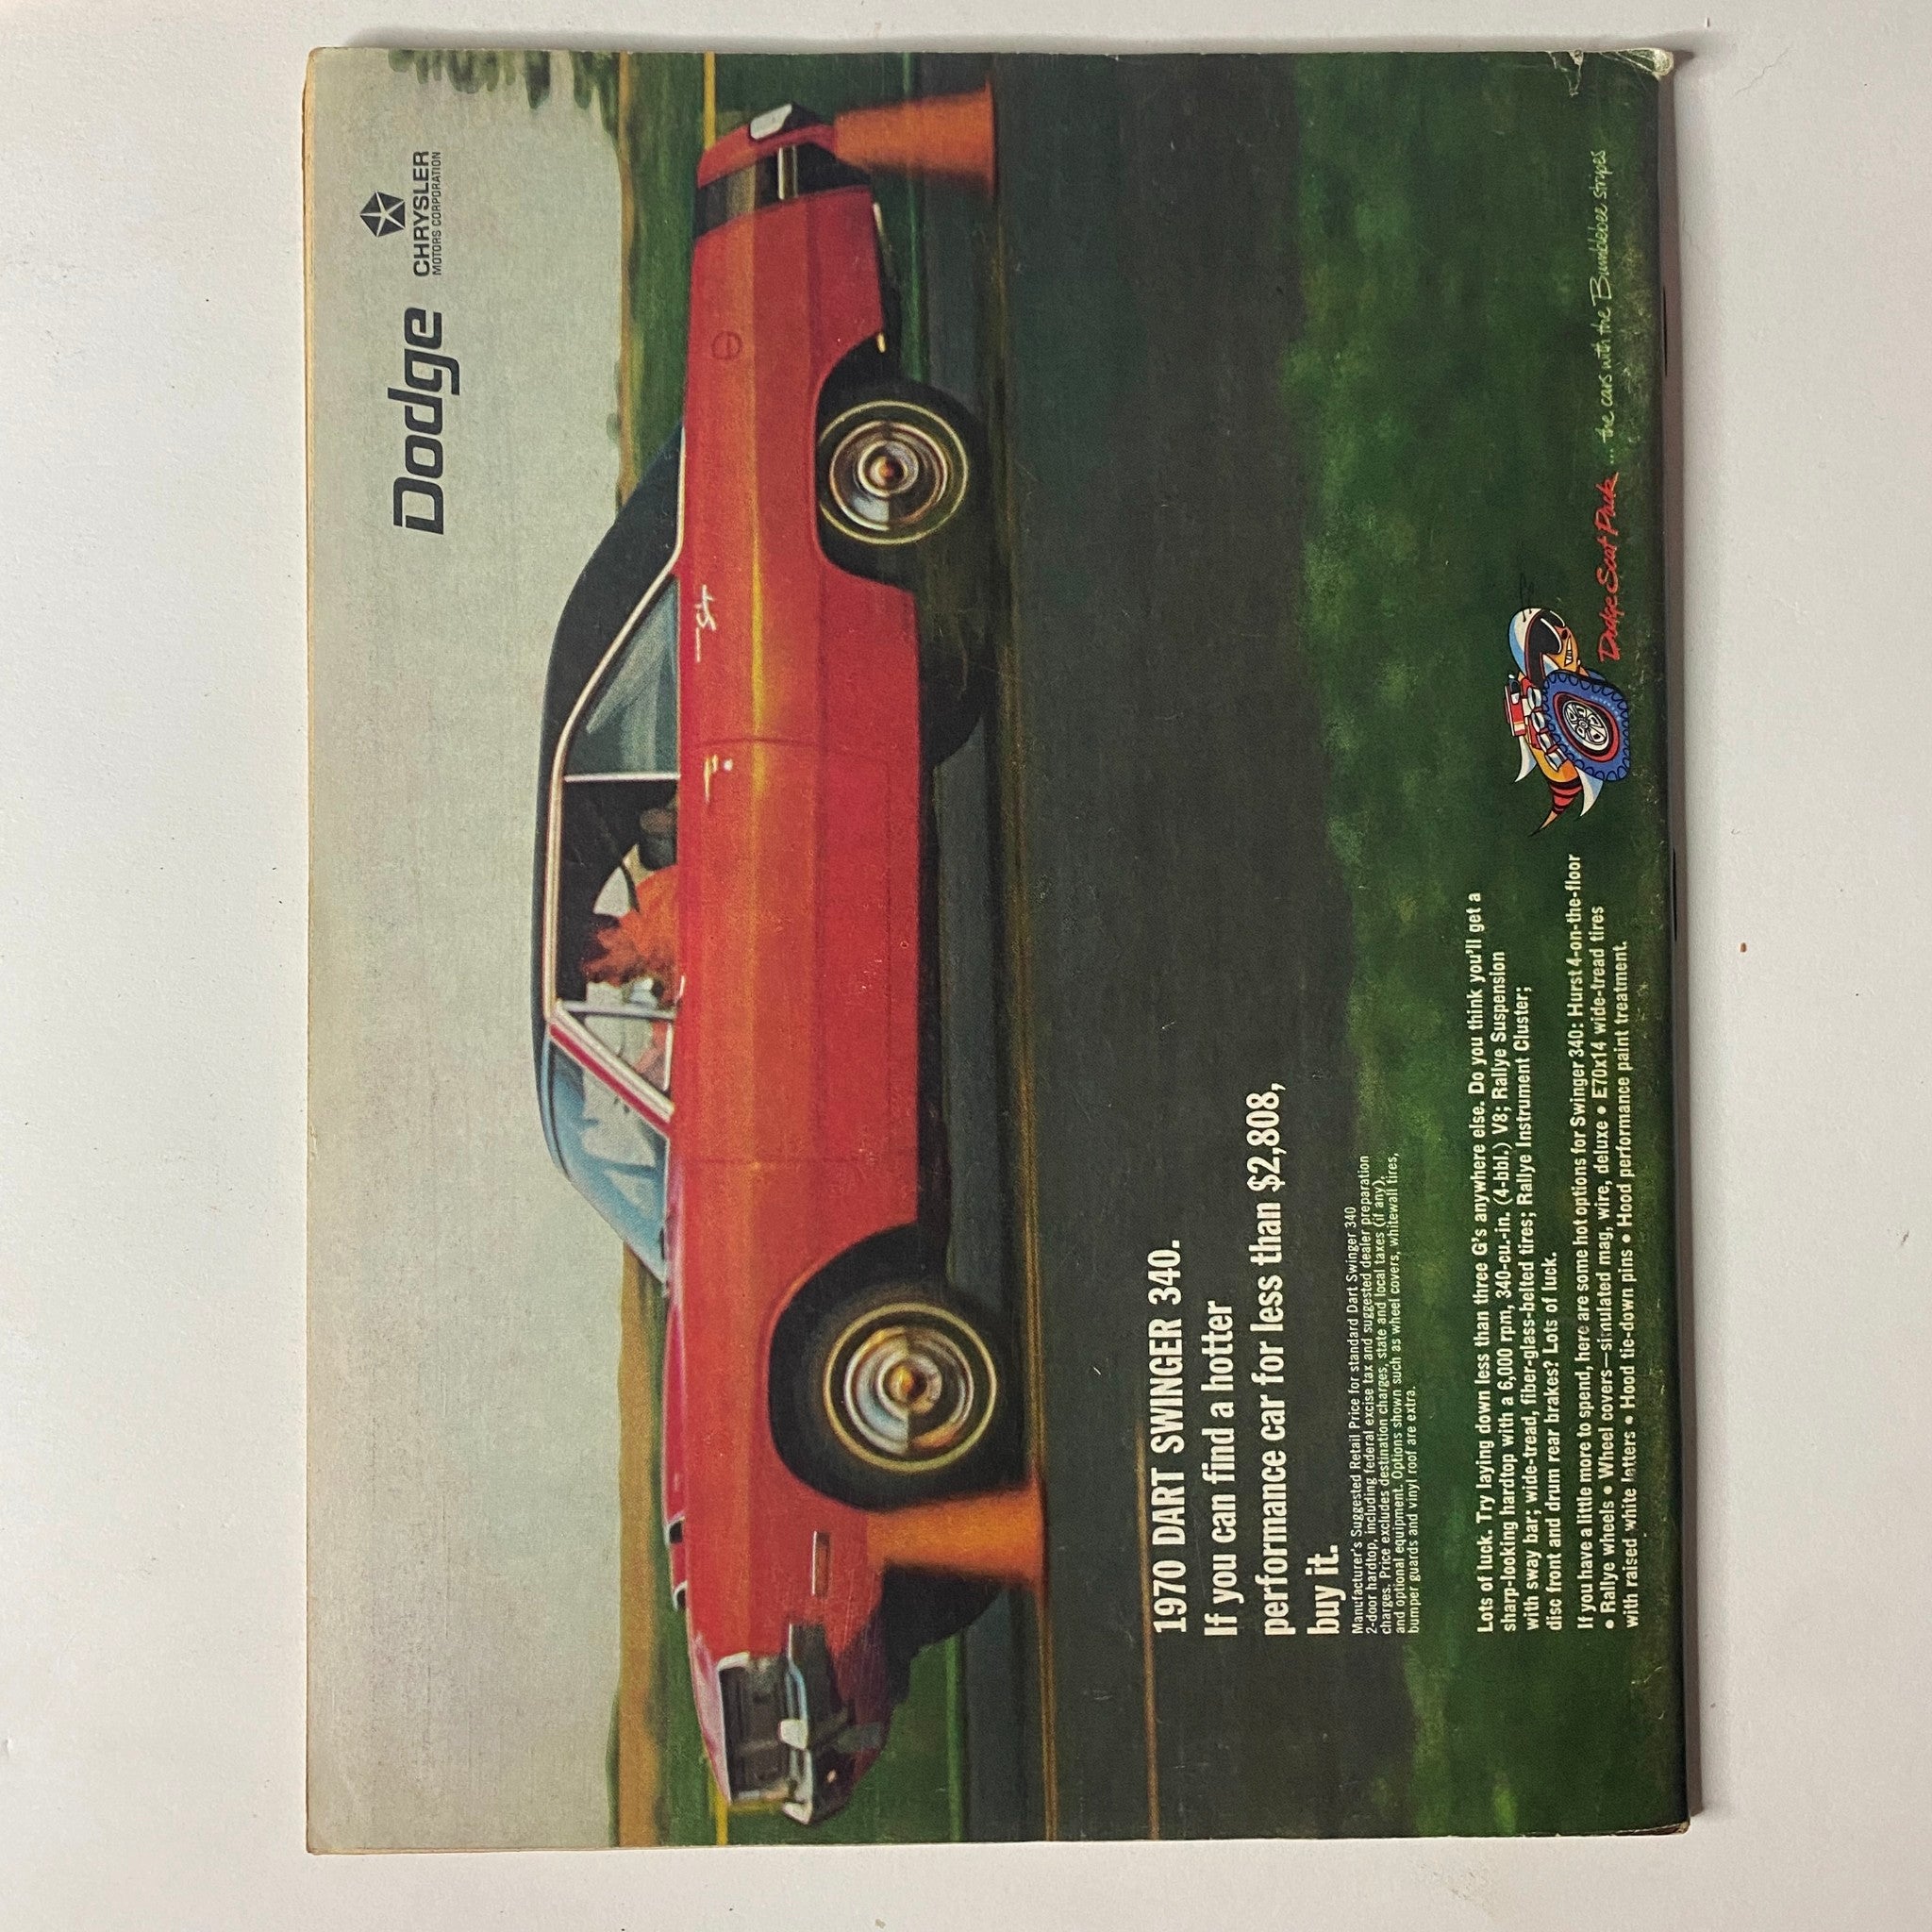 Dodge
CHRYSLER
MOTORS CORPORATION
1970 DART SWINGER 340.
If you can find a hotter
performance car for less than $2,808,
buy it.
Manufacturer's Suggested Retail Price for standard Dart Swinger 340
2-door hardtop, including federal excise tax and suggested dealer preparation
charges. Price excludes destination charges, state and local taxes (if any),
and optional equipment. Options shown such as wheel covers, whitewall tires,
bumper guards and vinyl roof are extra.
Lots of luck. Try laying down less than three G's anywhere else. Do you think you'll get a
sharp-looking hardtop with a 6,000 rpm, 340-cu.-in. (4-bbl.) V8; Rallye Suspension
with sway bar; wide-tread, fiber-glass-belted tires; Rallye Instrument Cluster;
disc front and drum rear brakes? Lots of luck.
If you have a little more to spend, here are some hot options for Swinger 340: Hurst 4-on-the-floor
• Rallye wheels • Wheel covers—simulated mag, wire, deluxe • E70x14 wide-tread tires
with raised white letters • Hood tie-down pins • Hood performance paint treatment.
Dodge Scat Pack ... the cars with the Bumblebee stripes